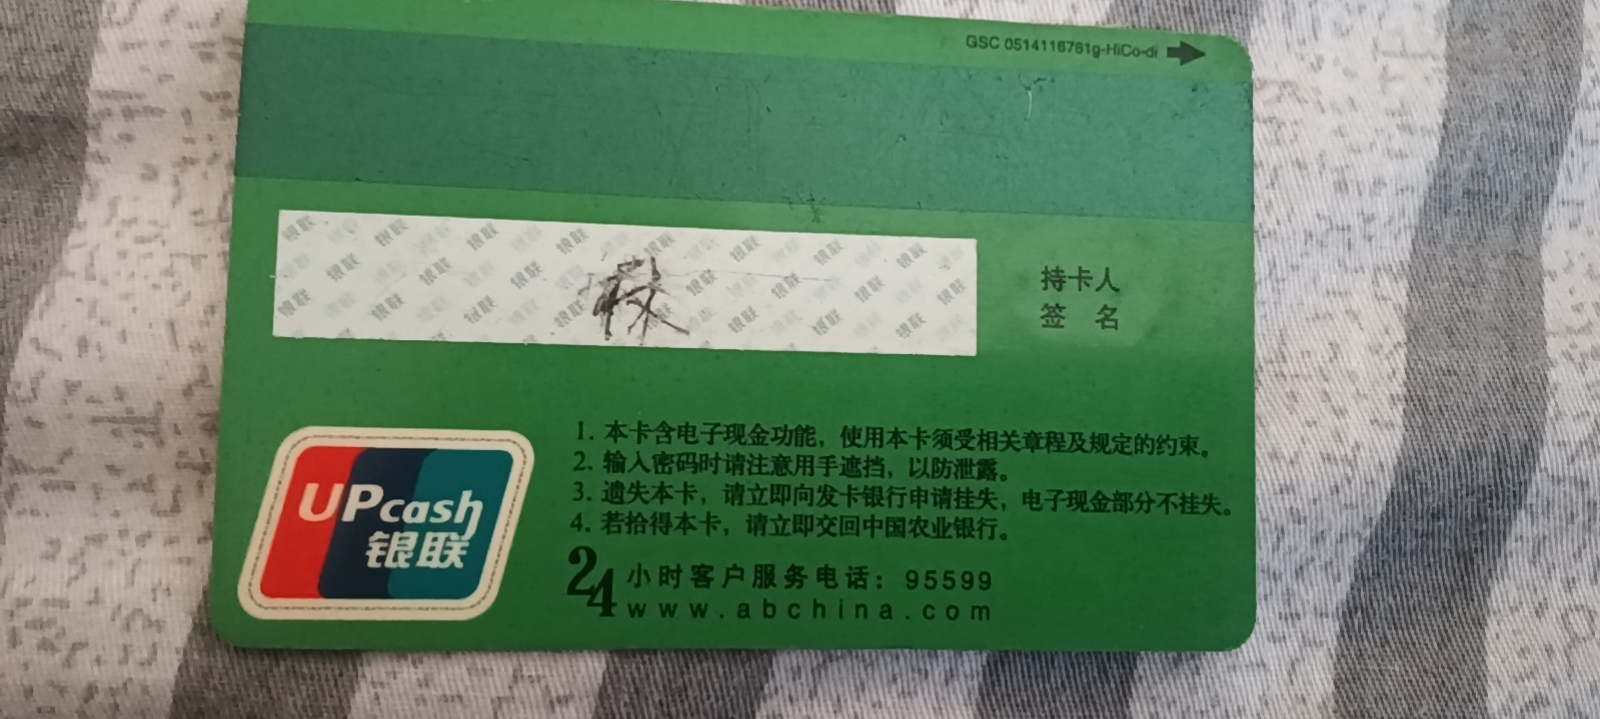 GSC 0514116781g-HiCo-di
持卡人
签 名
1. 本卡含电子现金功能，使用本卡须受相关章程及规定的约束。
2. 输入密码时请注意用手遮挡，以防泄露。
3. 遗失本卡，请立即向发卡银行申请挂失，电子现金部分不挂失。
4. 若拾得本卡，请立即交回中国农业银行。
UPcash
银联
24小时客户服务电话：95599
www.abchina.com